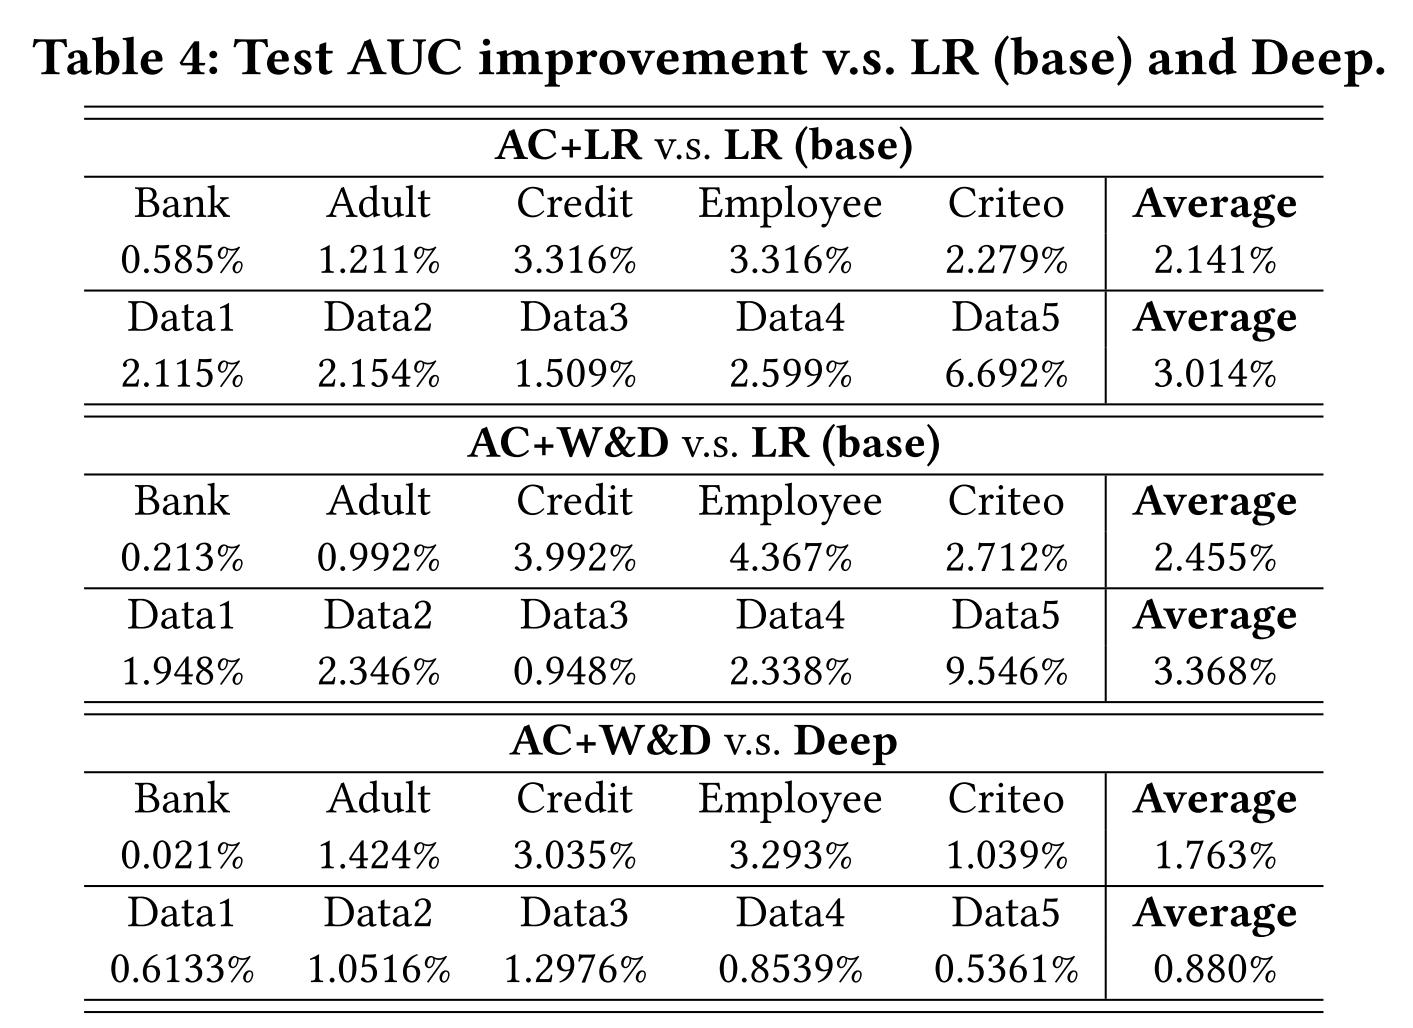 Table 4: Test AUC improvement v.s. LR (base) and Deep.
AC+LR v.s. LR (base)
Bank Adult Credit Employee Criteo Average
0.585% 1.211% 3.316% 3.316% 2.279% 2.141%
Data1 Data2 Data3 Data4 Data5 Average
2.115% 2.154% 1.509% 2.599% 6.692% 3.014%
AC+W&D v.s. LR (base)
Bank Adult Credit Employee Criteo Average
0.213% 0.992% 3.992% 4.367% 2.712% 2.455%
Data1 Data2 Data3 Data4 Data5 Average
1.948% 2.346% 0.948% 2.338% 9.546% 3.368%
AC+W&D v.s. Deep
Bank Adult Credit Employee Criteo Average
0.021% 1.424% 3.035% 3.293% 1.039% 1.763%
Data1 Data2 Data3 Data4 Data5 Average
0.6133% 1.0516% 1.2976% 0.8539% 0.5361% 0.880%